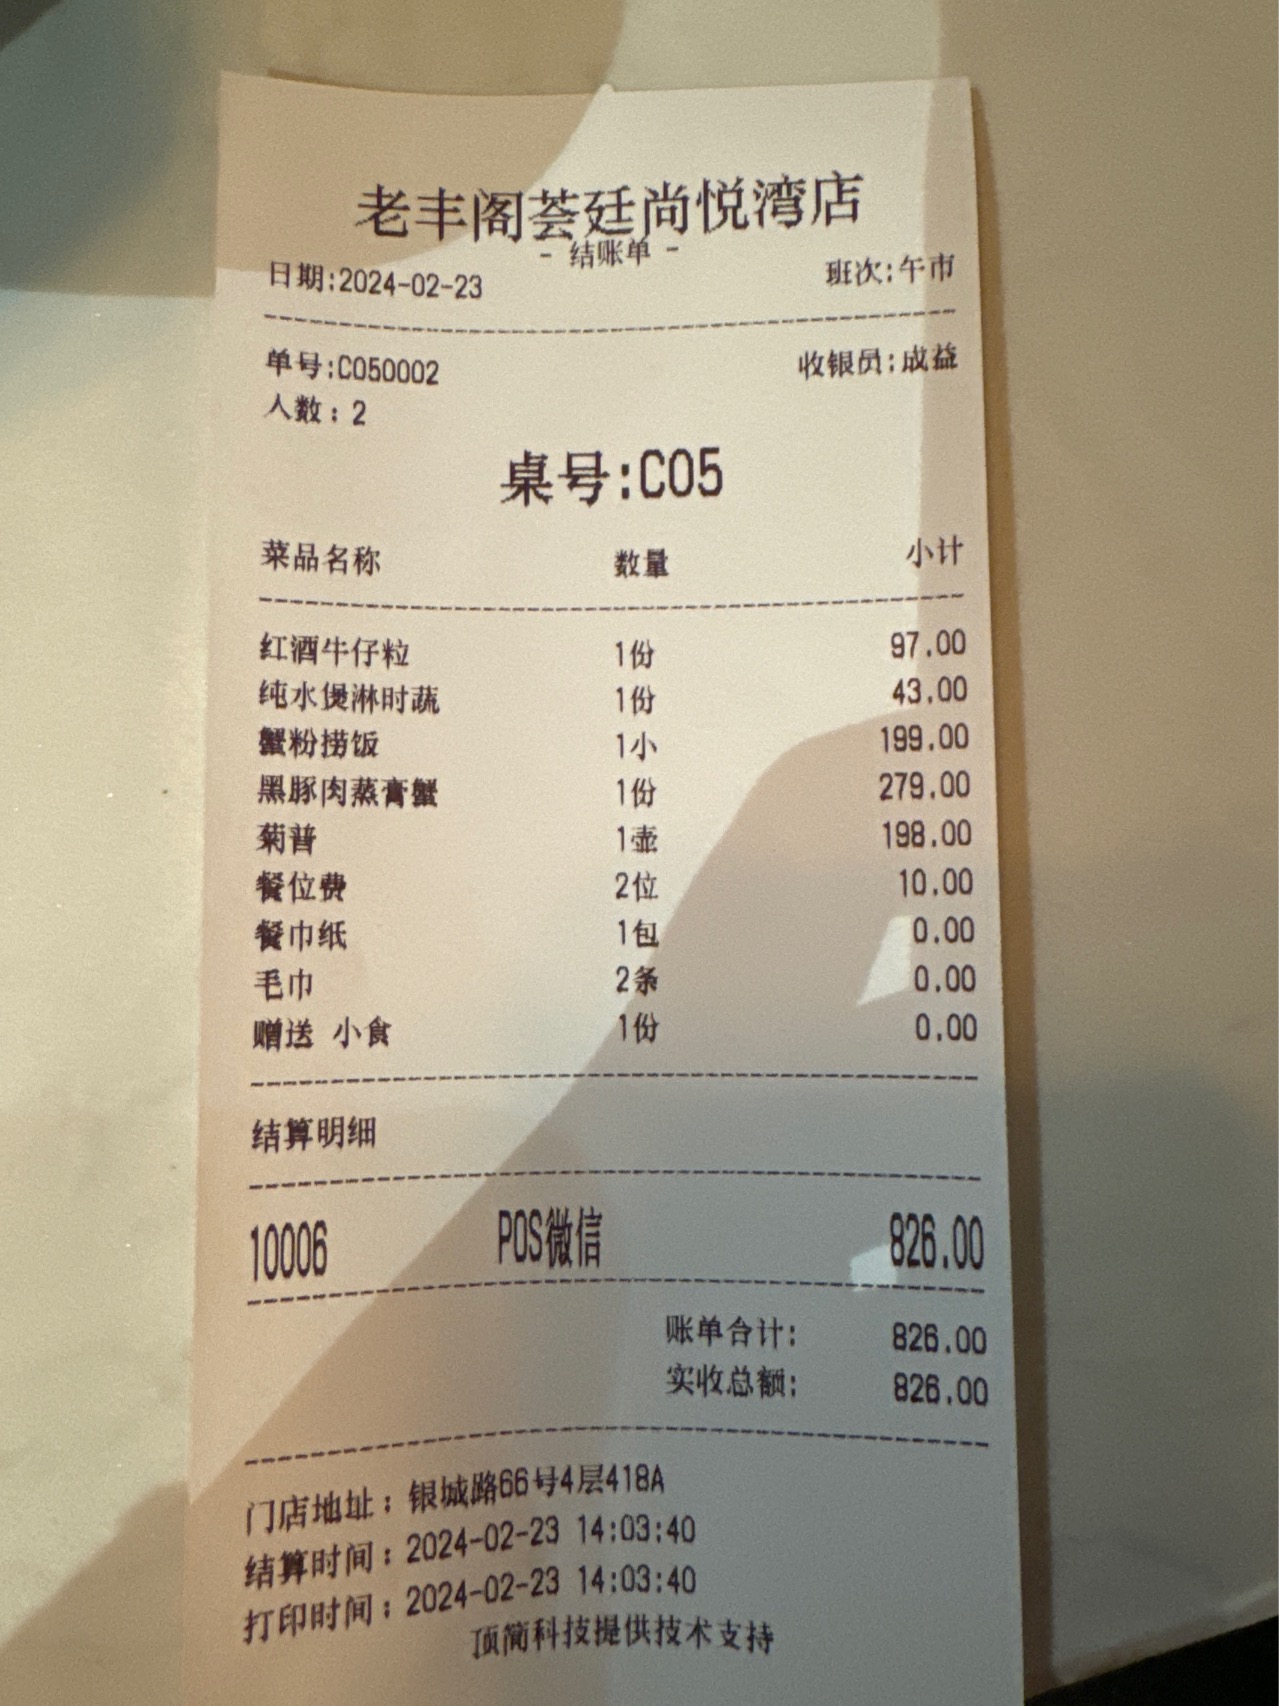 老丰阁荟廷尚悦湾店
- 结账单 -
日期:2024-02-23 班次:午市
单号:C050002 收银员:成益
人数: 2
桌号:C05
菜品名称 数量 小计
红酒牛仔粒 1份 97.00
纯水煲淋时蔬 1份 43.00
蟹粉捞饭 1小 199.00
黑豚肉蒸膏蟹 1份 279.00
菊普 1壶 198.00
餐位费 2位 10.00
餐巾纸 1包 0.00
毛巾 2条 0.00
赠送 小食 1份 0.00
结算明细
10006 POS微信 826.00
账单合计: 826.00
实收总额: 826.00
门店地址: 银城路66号4层418A
结算时间: 2024-02-23 14:03:40
打印时间: 2024-02-23 14:03:40
顶简科技提供技术支持